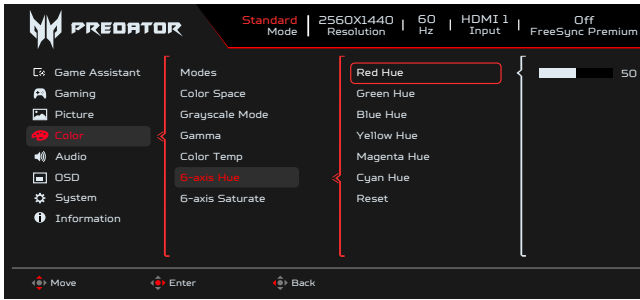 PREDATOR
Standard Mode
2560X1440 Resolution
60 Hz
HDMI 1 Input
Off FreeSync Premium
Game Assistant
Gaming
Picture
Color
Audio
OSD
System
Information
Modes
Color Space
Grayscale Mode
Gamma
Color Temp
6-axis Hue
6-axis Saturate
Red Hue
Green Hue
Blue Hue
Yellow Hue
Magenta Hue
Cyan Hue
Reset
50
Move
Enter
Back